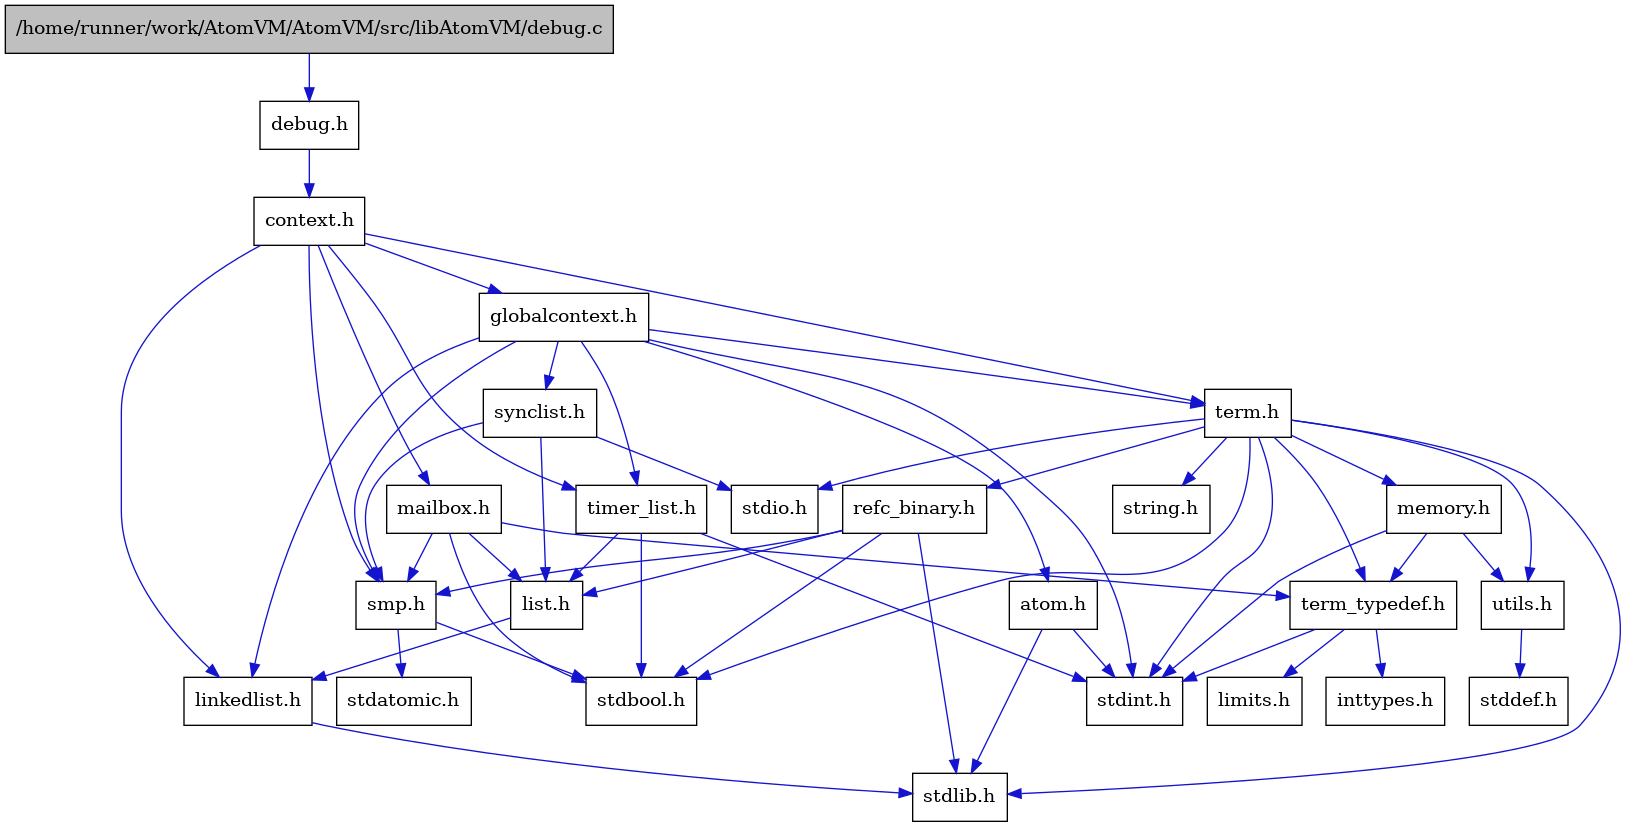 /home/runner/work/AtomVM/AtomVM/src/libAtomVM/debug.c
debug.h
context.h
globalcontext.h
synclist.h
term.h
mailbox.h
timer_list.h
stdio.h
refc_binary.h
string.h
memory.h
smp.h
list.h
atom.h
term_typedef.h
utils.h
linkedlist.h
stdatomic.h
stdbool.h
stdint.h
limits.h
inttypes.h
stddef.h
stdlib.h